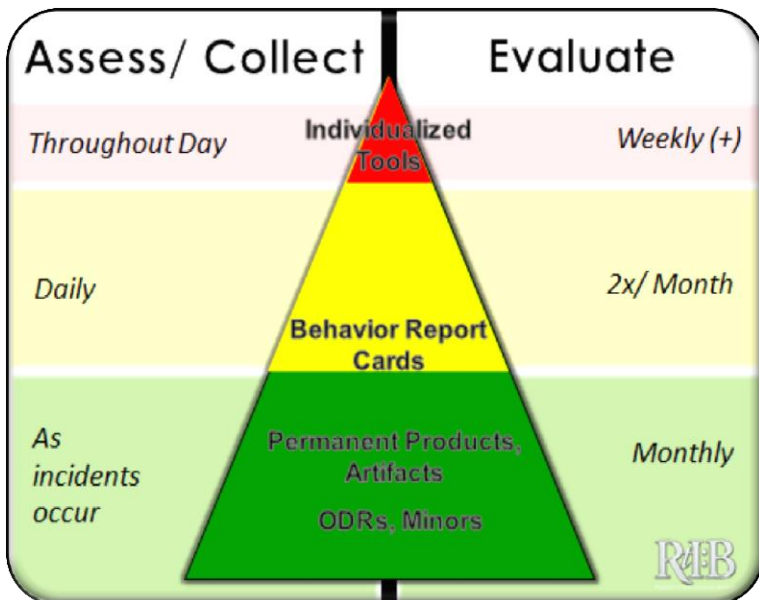 Assess/ Collect
Evaluate
Throughout Day
Individualized
Tools
Weekly (+)
Daily
2x/ Month
Behavior Report
Cards
As
incidents
occur
Permanent Products,
Artifacts
ODRs, Minors
Monthly